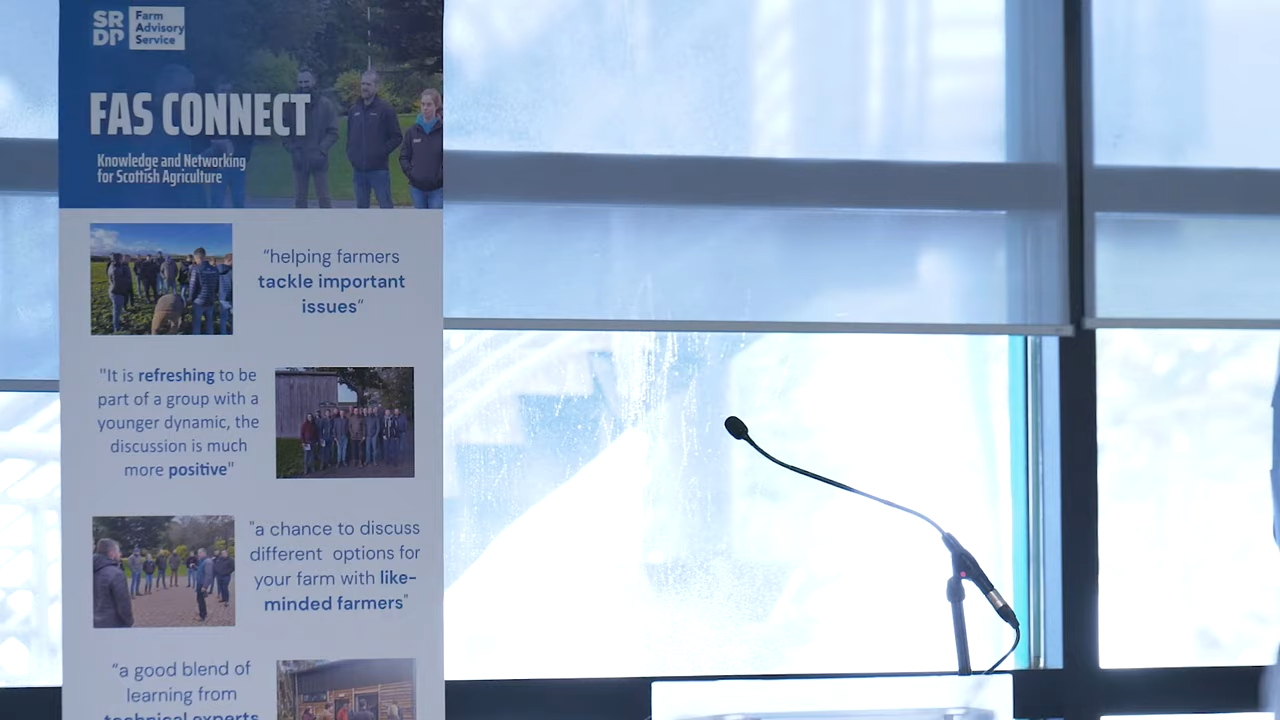 SR
DP
Farm
Advisory
Service
FAS CONNECT
Knowledge and Networking
for Scottish Agriculture
“helping farmers
tackle important
issues“
"It is refreshing to be
part of a group with a
younger dynamic, the
discussion is much
more positive"
"a chance to discuss
different options for
your farm with like-
minded farmers"
“a good blend of
learning from
technical experts